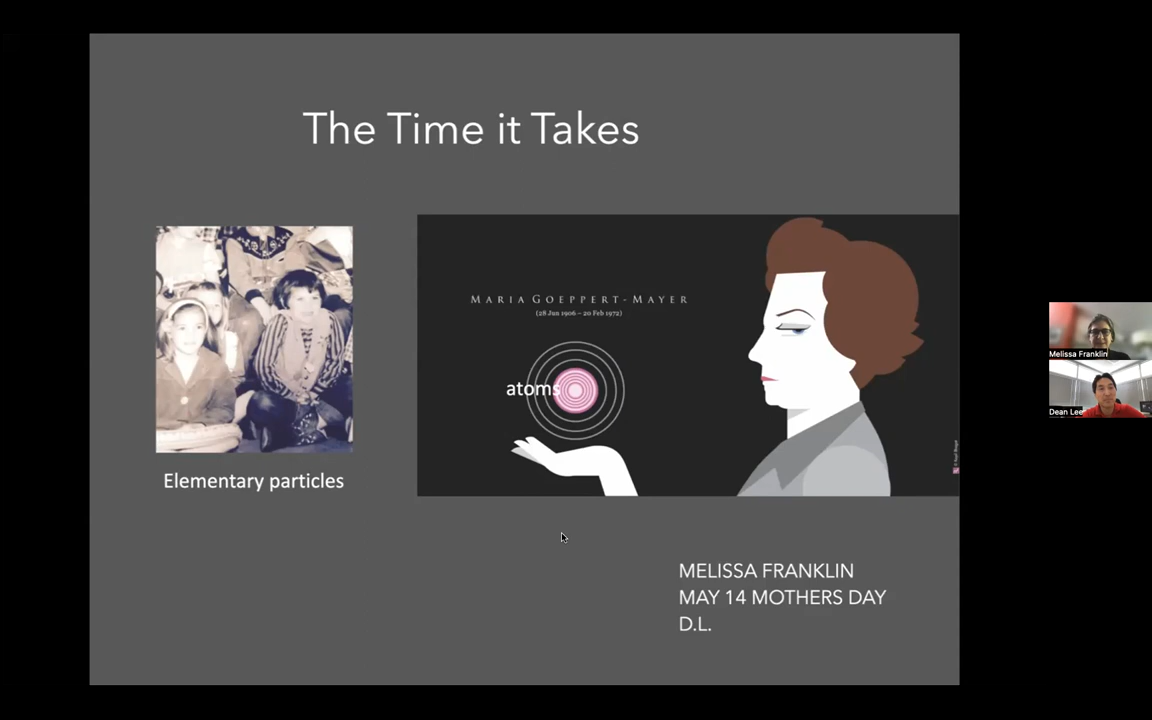 The Time it Takes
MARIA GOEPPERT-MAYER
(28 Jun 1906 – 20 Feb 1972)
atoms
Elementary particles
MELISSA FRANKLIN
MAY 14 MOTHERS DAY
D.L.
Melissa Franklin
Dean Lee